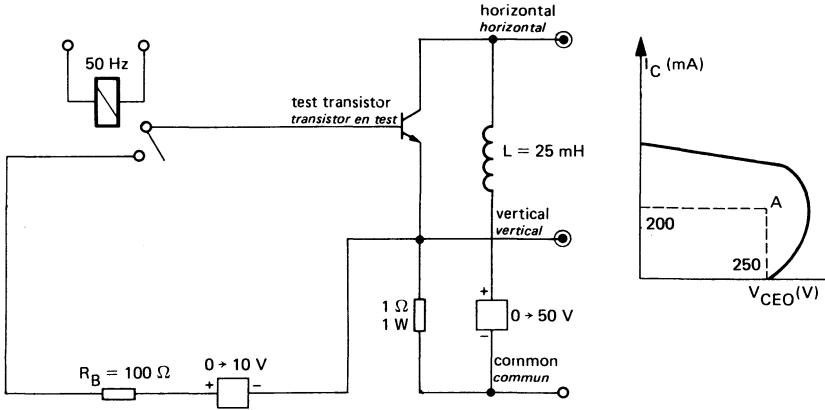 horizontal
horizontal
50 Hz
I_C (mA)
test transistor
transistor en test
L = 25 mH
A
vertical
vertical
200
250
V_CEO (V)
1 Ω
1 W
+
0 → 50 V
−
common
commun
R_B = 100 Ω
0 → 10 V
+
−